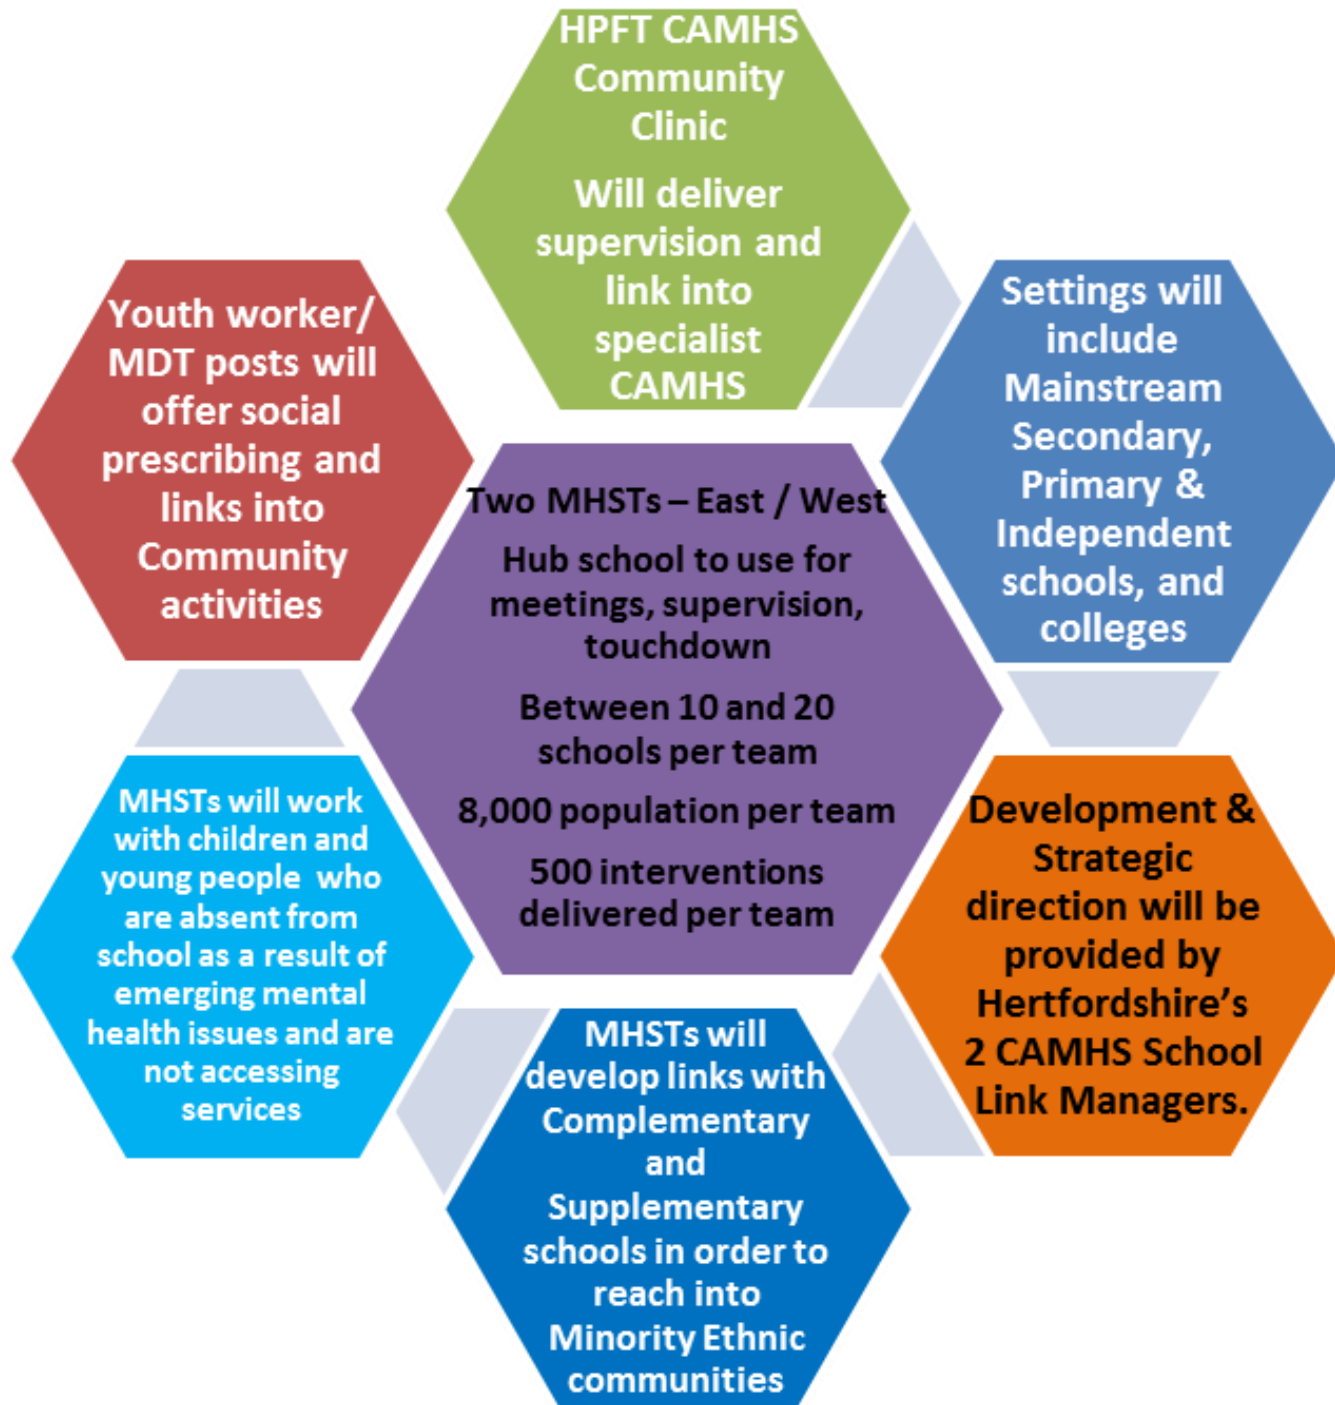 HPFT CAMHS
Community
Clinic
Will deliver
supervision and
link into
specialist
CAMHS
Settings will
include
Mainstream
Secondary,
Primary &
Independent
schools, and
colleges
Development &
Strategic
direction will be
provided by
Hertfordshire’s
2 CAMHS School
Link Managers.
MHSTs will
develop links with
Complementary
and
Supplementary
schools in order to
reach into
Minority Ethnic
communities
MHSTs will work
with children and
young people who
are absent from
school as a result of
emerging mental
health issues and are
not accessing
services
Youth worker/
MDT posts will
offer social
prescribing and
links into
Community
activities
Two MHSTs – East / West
Hub school to use for
meetings, supervision,
touchdown
Between 10 and 20
schools per team
8,000 population per team
500 interventions
delivered per team